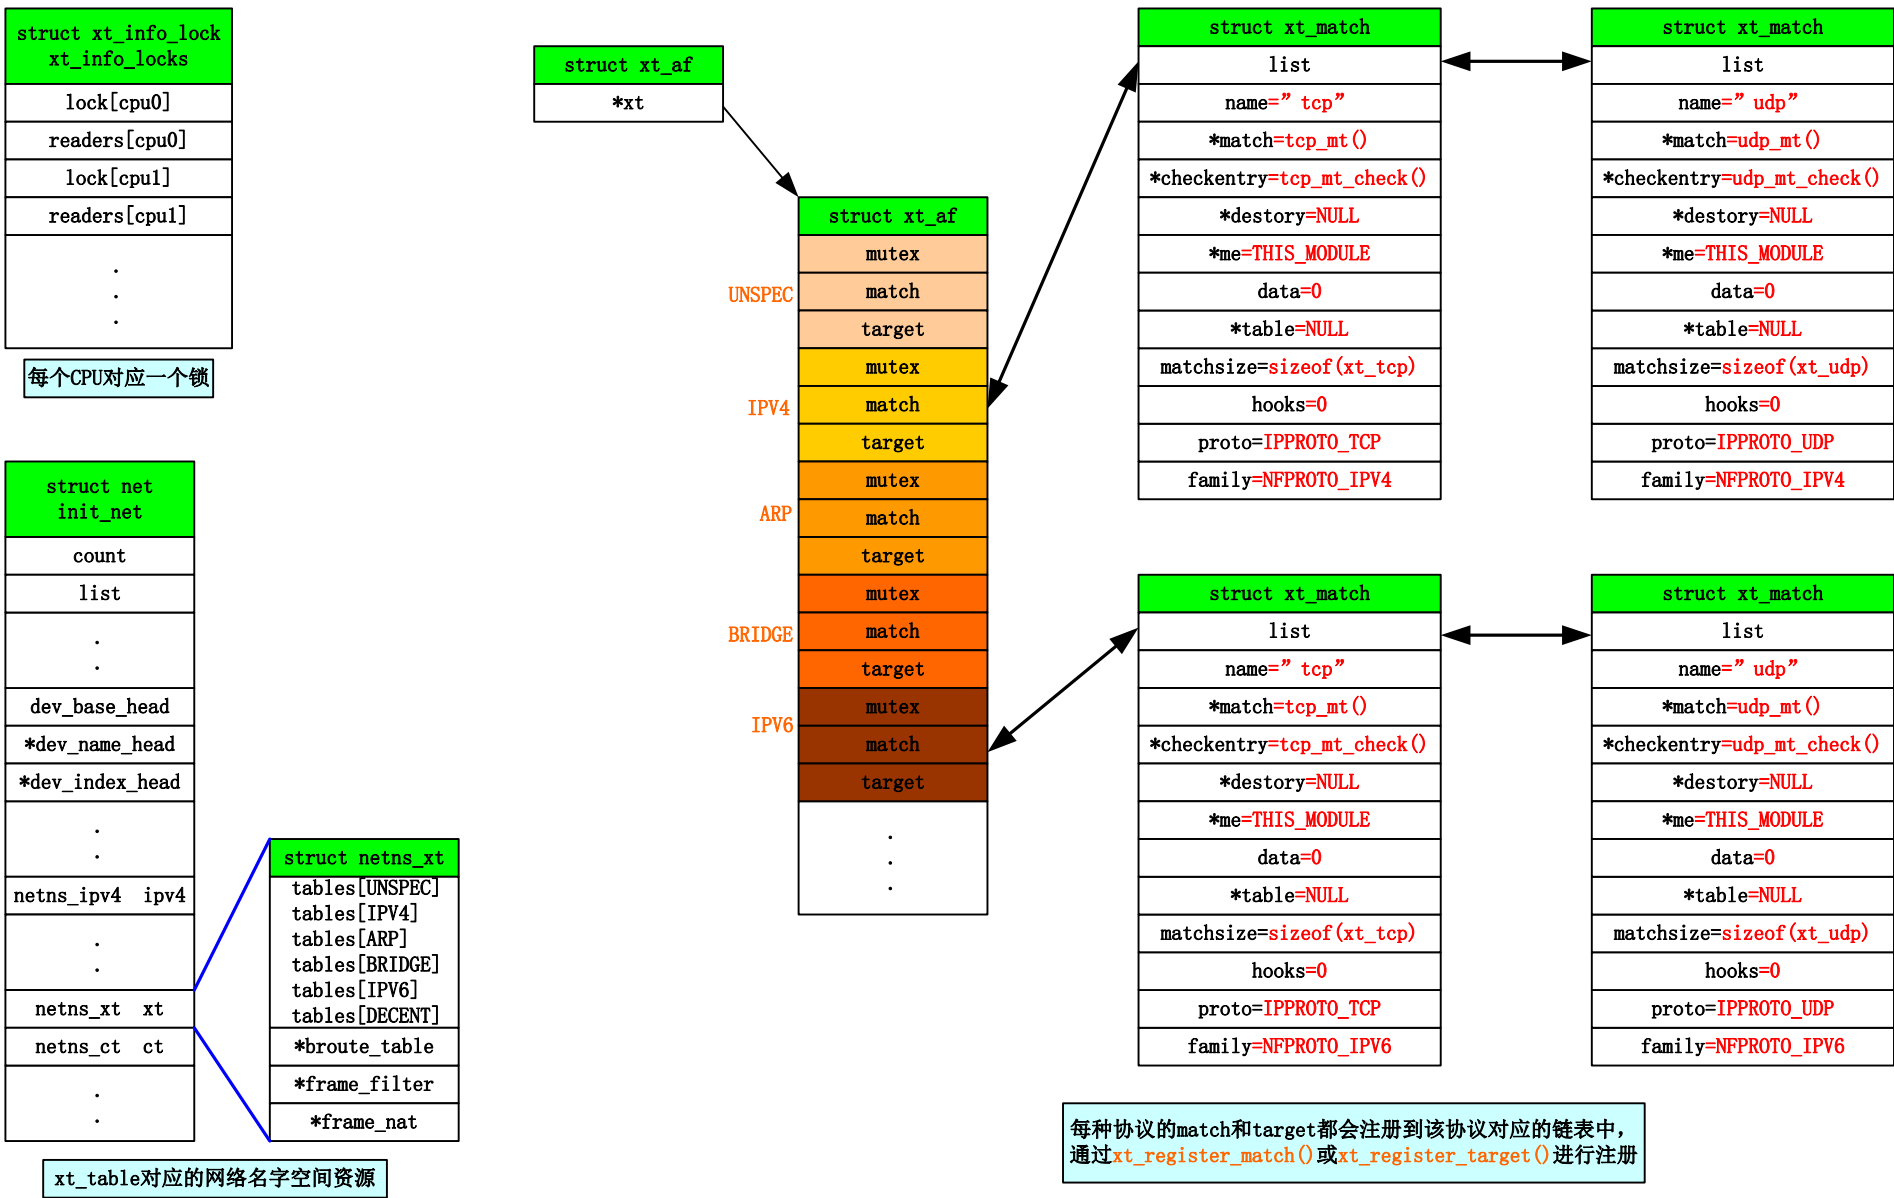 struct xt_info_lock
xt_info_locks
lock[cpu0]
readers[cpu0]
lock[cpu1]
readers[cpu1]
.
.
.
每个CPU对应一个锁
struct net
init_net
count
list
.
.
dev_base_head
*dev_name_head
*dev_index_head
.
.
netns_ipv4 ipv4
.
.
netns_xt xt
netns_ct ct
.
.
struct netns_xt
tables[UNSPEC]
tables[IPV4]
tables[ARP]
tables[BRIDGE]
tables[IPV6]
tables[DECENT]
*broute_table
*frame_filter
*frame_nat
xt_table对应的网络名字空间资源
struct xt_af
*xt
struct xt_af
UNSPEC
mutex
match
target
IPV4
mutex
match
target
ARP
mutex
match
target
BRIDGE
mutex
match
target
IPV6
mutex
match
target
.
.
.
struct xt_match
list
name=”tcp”
*match=tcp_mt()
*checkentry=tcp_mt_check()
*destory=NULL
*me=THIS_MODULE
data=0
*table=NULL
matchsize=sizeof(xt_tcp)
hooks=0
proto=IPPROTO_TCP
family=NFPROTO_IPV4
struct xt_match
list
name=”udp”
*match=udp_mt()
*checkentry=udp_mt_check()
*destory=NULL
*me=THIS_MODULE
data=0
*table=NULL
matchsize=sizeof(xt_udp)
hooks=0
proto=IPPROTO_UDP
family=NFPROTO_IPV4
struct xt_match
list
name=”tcp”
*match=tcp_mt()
*checkentry=tcp_mt_check()
*destory=NULL
*me=THIS_MODULE
data=0
*table=NULL
matchsize=sizeof(xt_tcp)
hooks=0
proto=IPPROTO_TCP
family=NFPROTO_IPV6
struct xt_match
list
name=”udp”
*match=udp_mt()
*checkentry=udp_mt_check()
*destory=NULL
*me=THIS_MODULE
data=0
*table=NULL
matchsize=sizeof(xt_udp)
hooks=0
proto=IPPROTO_UDP
family=NFPROTO_IPV6
每种协议的match和target都会注册到该协议对应的链表中，
通过xt_register_match()或xt_register_target()进行注册